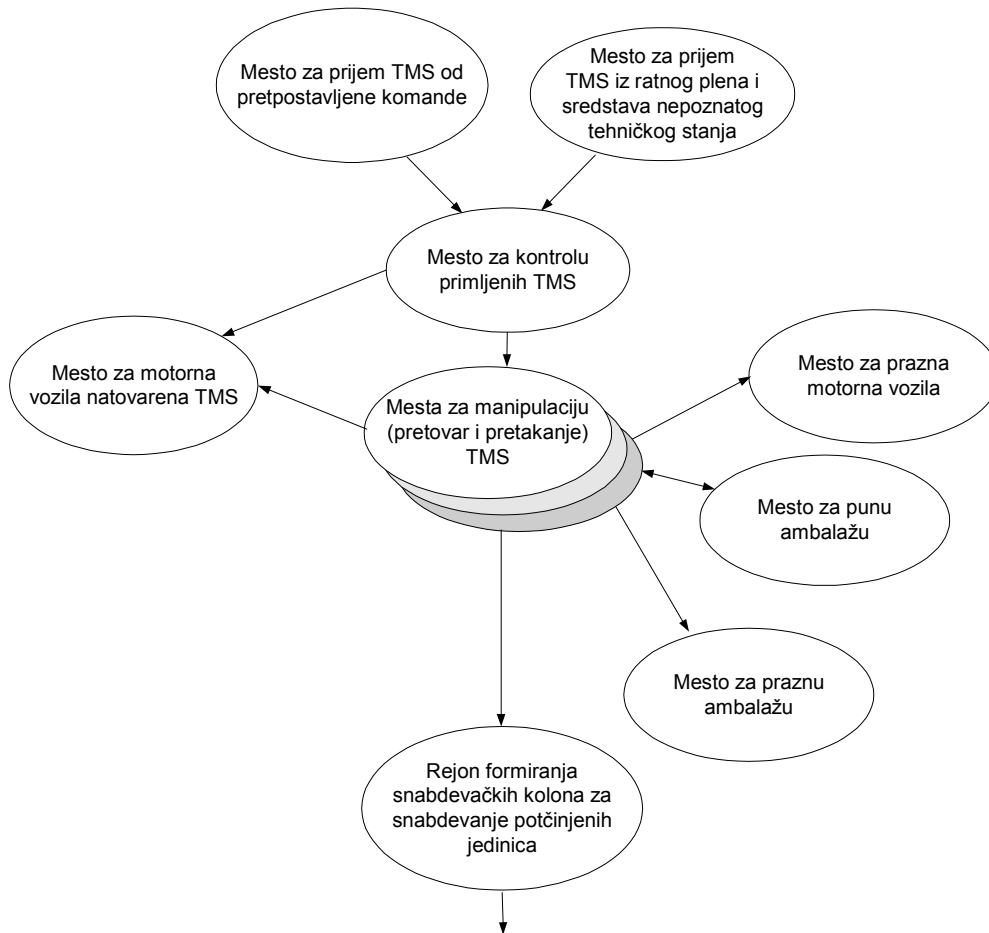 Mesto za prijem TMS od
pretpostavljene komande
Mesto za prijem
TMS iz ratnog plena i
sredstava nepoznatog
tehničkog stanja
Mesto za kontrolu
primljenih TMS
Mesto za motorna
vozila natovarena TMS
Mesta za manipulaciju
(pretovar i pretakanje)
TMS
Mesto za prazna
motorna vozila
Mesto za punu
ambalažu
Mesto za praznu
ambalažu
Rejon formiranja
snabdevačkih kolona za
snabdevanje potčinjenih
jedinica